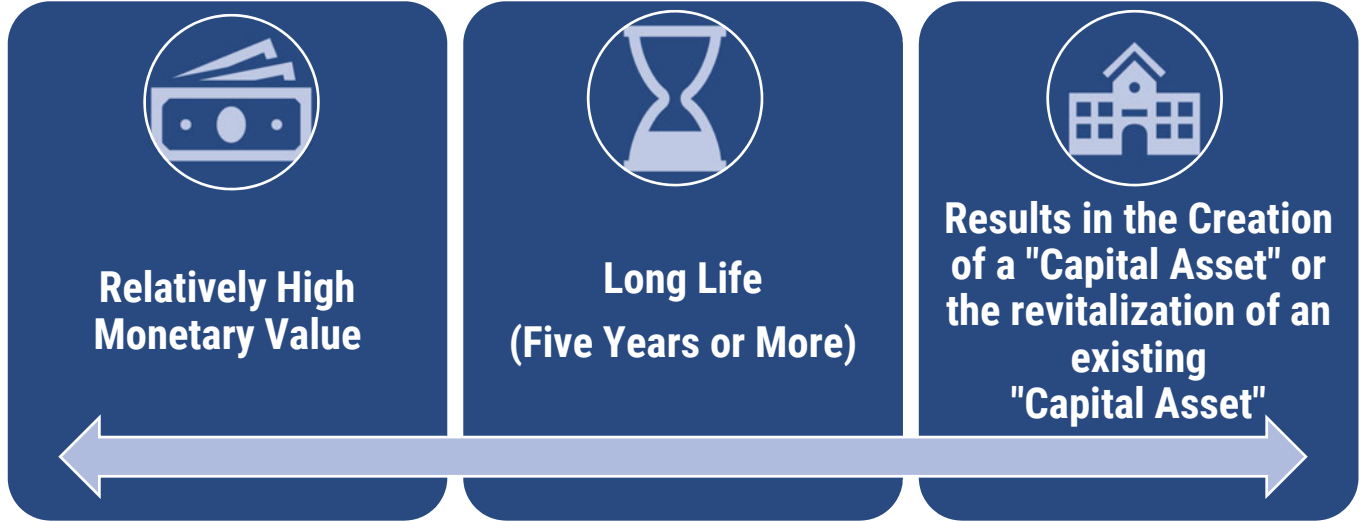 Relatively High
Monetary Value
Long Life
(Five Years or More)
Results in the Creation
of a "Capital Asset" or
the revitalization of an
existing
"Capital Asset"